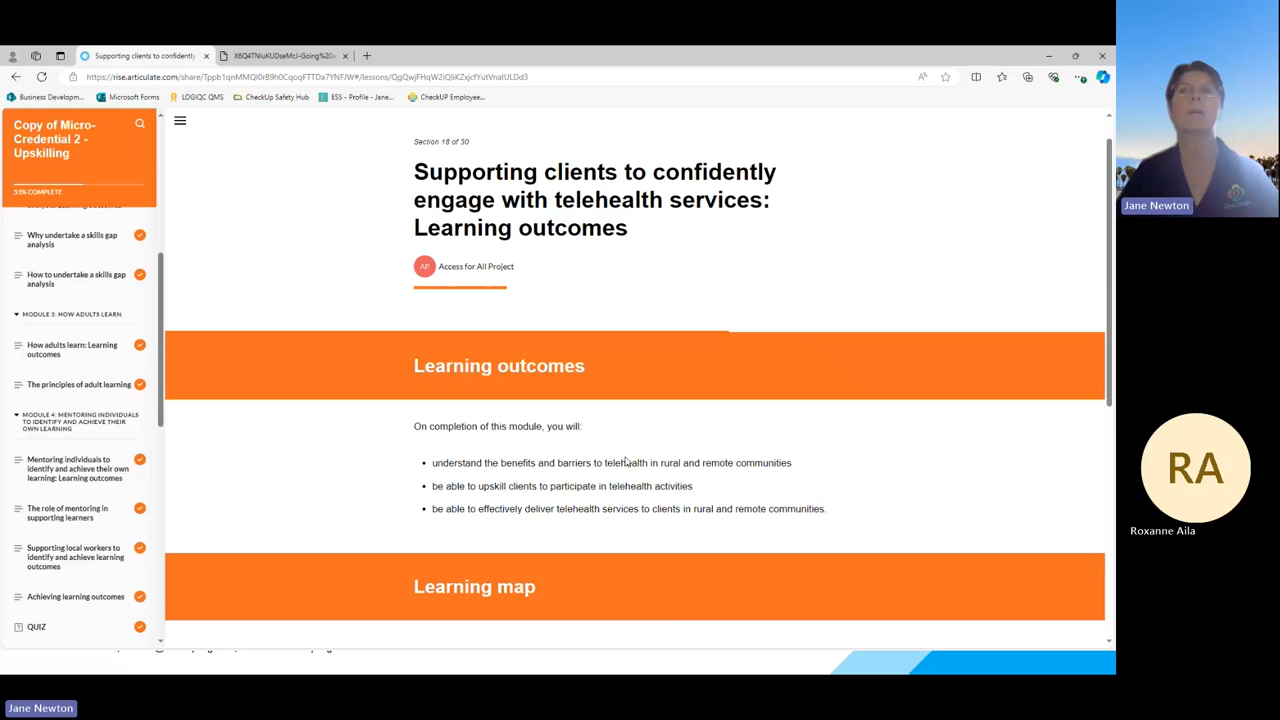 Supporting clients to confidently
https://rise.articulate.com/share/
Business Developm...
Microsoft Forms
LOGIQC QMS
CheckUp Safety Hub
ESS - Profile - Jane...
CheckUP Employee...
Copy of Micro-
Credential 2 -
Upskilling
33% COMPLETE
Why undertake a skills gap
analysis
How to undertake a skills gap
analysis
MODULE 3: HOW ADULTS LEARN
How adults learn: Learning
outcomes
The principles of adult learning
MODULE 4: MENTORING INDIVIDUALS
TO IDENTIFY AND ACHIEVE THEIR
OWN LEARNING
Mentoring individuals to
identify and achieve their own
learning: Learning outcomes
The role of mentoring in
supporting learners
Supporting local workers to
identify and achieve learning
outcomes
Achieving learning outcomes
QUIZ
Section 18 of 30
Supporting clients to confidently
engage with telehealth services:
Learning outcomes
AP Access for All Project
Learning outcomes
On completion of this module, you will:
understand the benefits and barriers to telehealth in rural and remote communities
be able to upskill clients to participate in telehealth activities
be able to effectively deliver telehealth services to clients in rural and remote communities.
Learning map
Jane Newton
RA
Roxanne Aila
Jane Newton